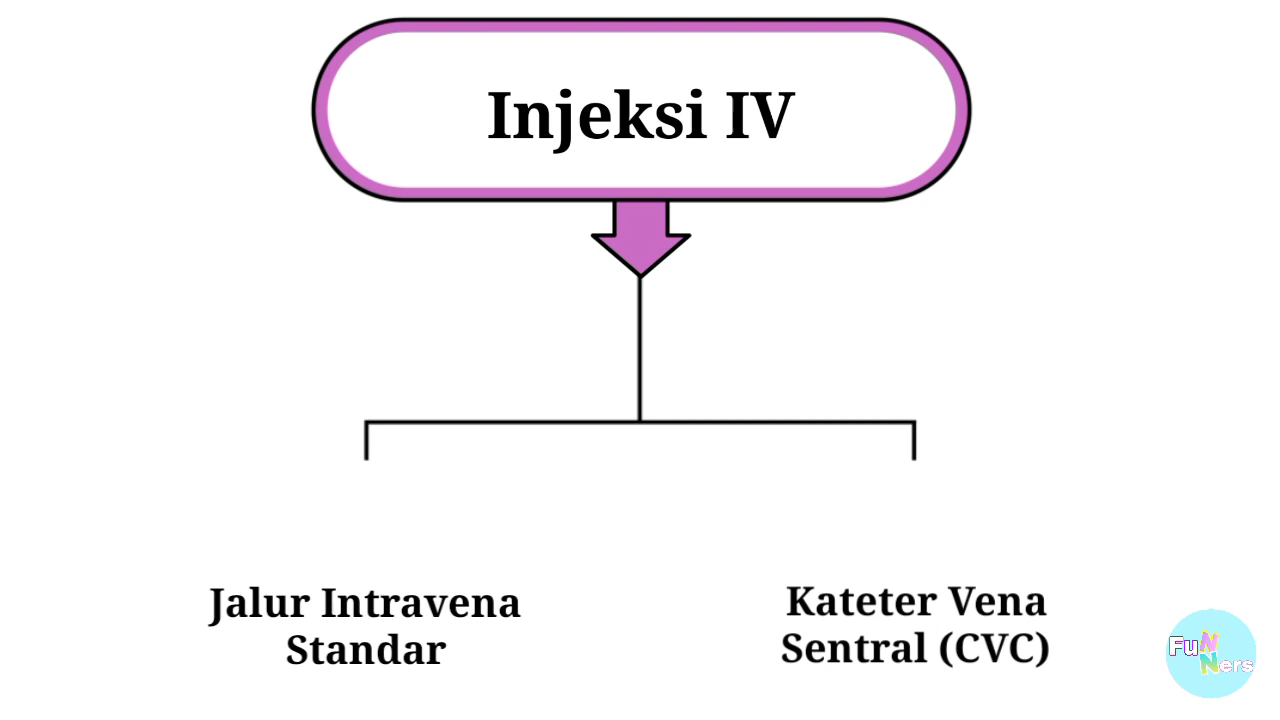 Injeksi IV
Jalur Intravena
Standar
Kateter Vena
Sentral (CVC)
FuN
Ners